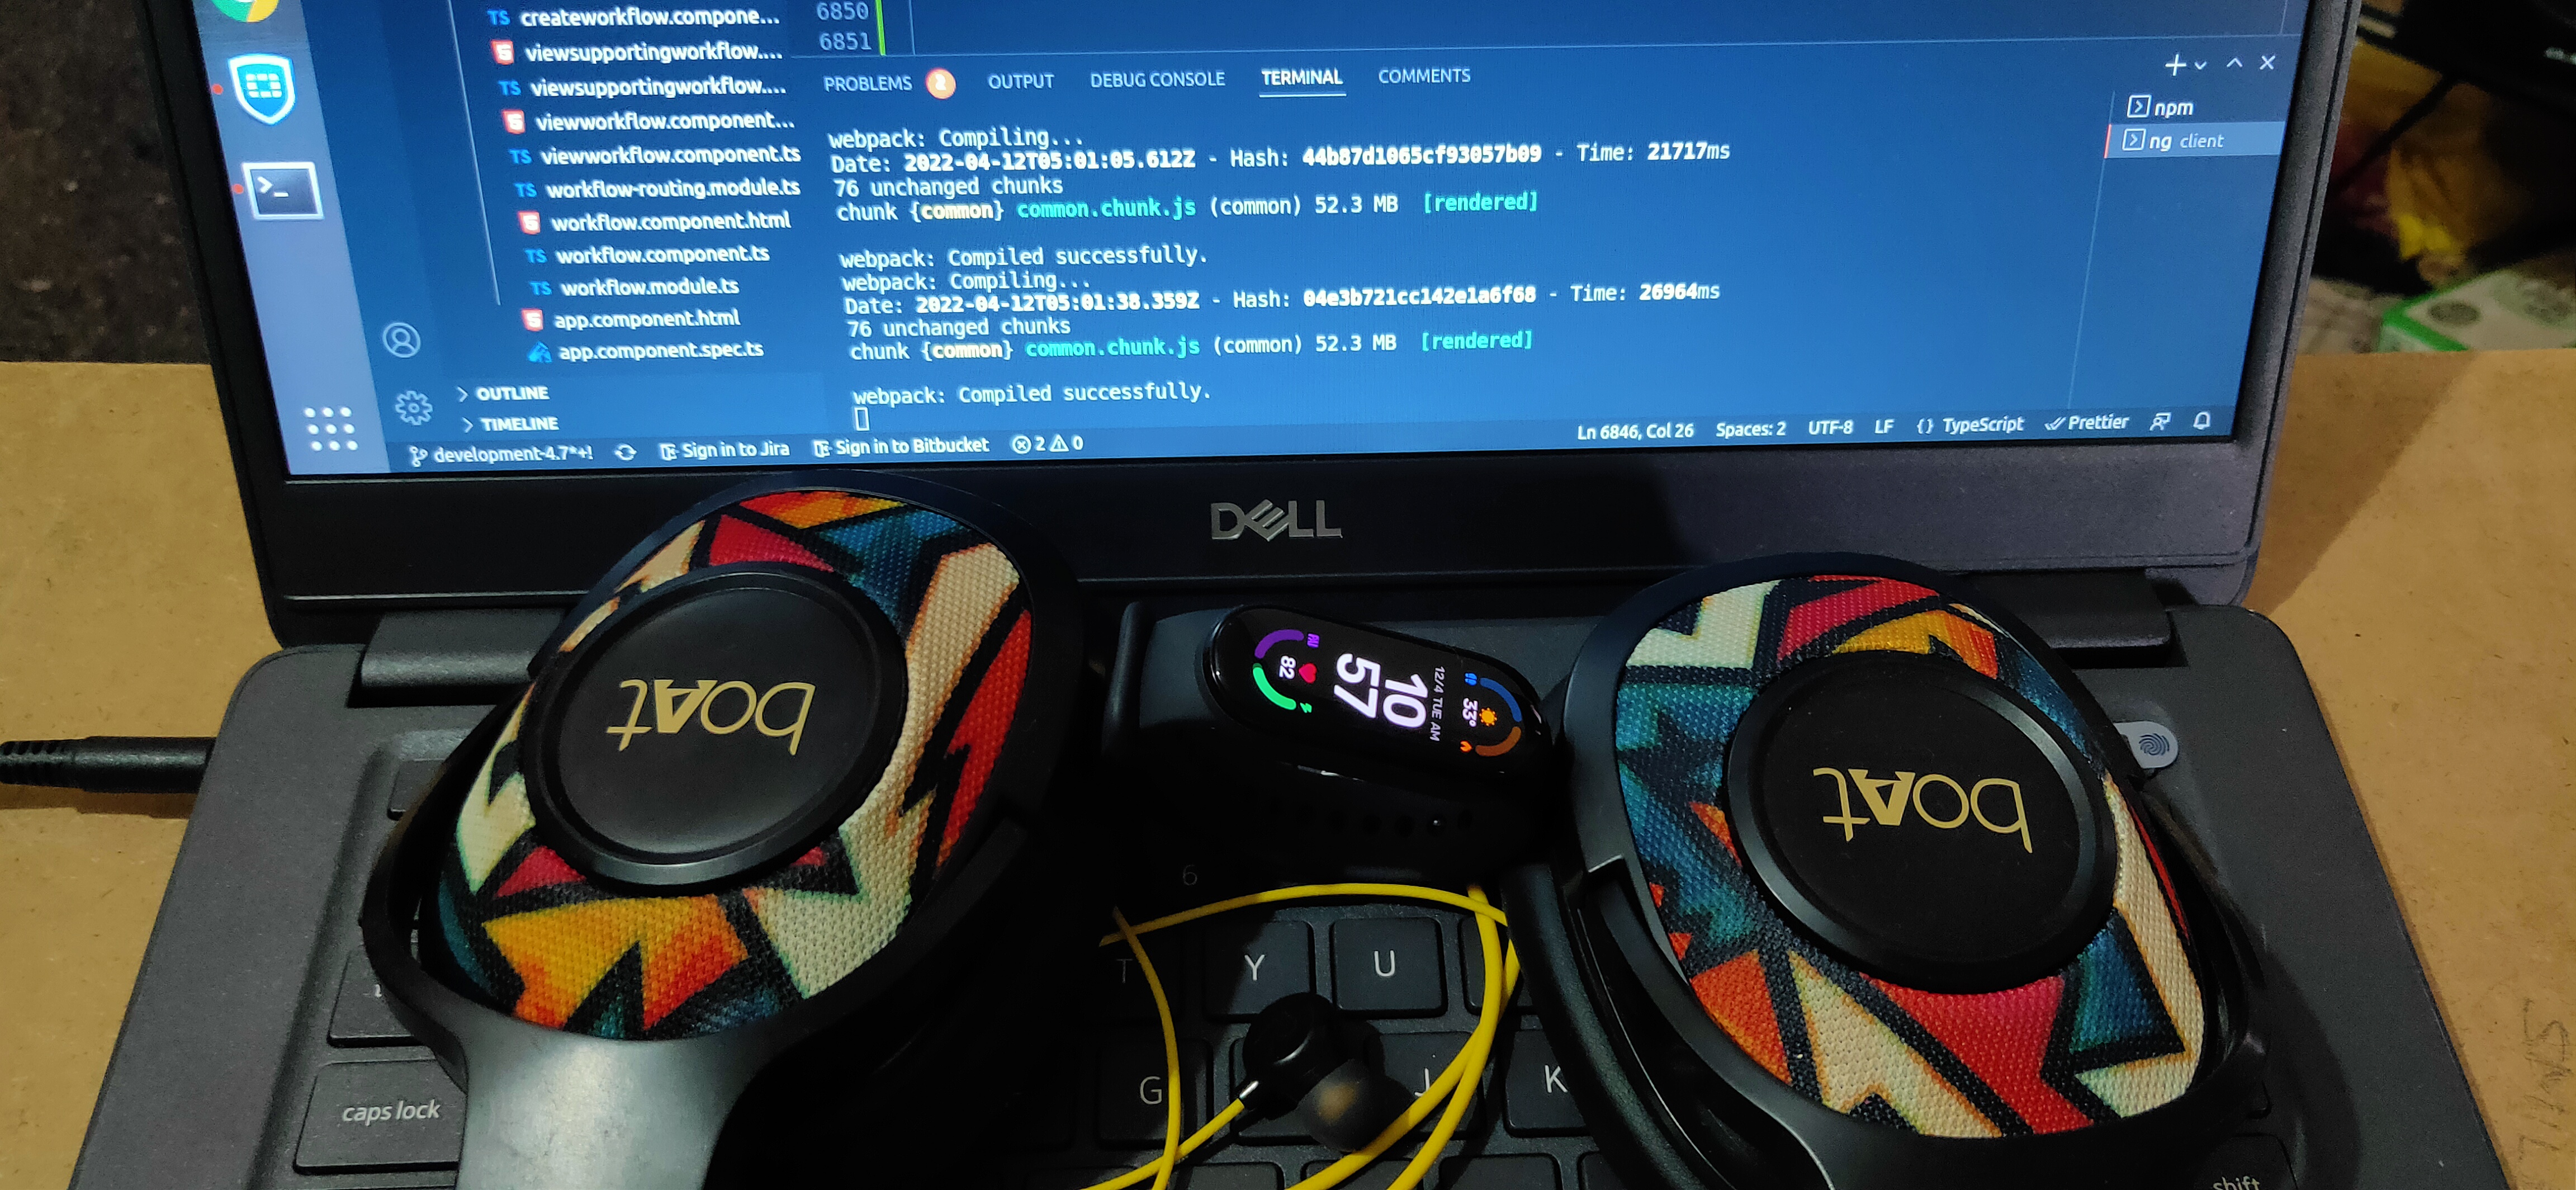 createworkflow.compone...
viewsupportingworkflow....
viewsupportingworkflow....
viewworkflow.component...
viewworkflow.component.ts
workflow-routing.module.ts
workflow.component.html
workflow.component.ts
workflow.module.ts
app.component.html
app.component.spec.ts
OUTLINE
TIMELINE
6850
6851
PROBLEMS 2 OUTPUT DEBUG CONSOLE TERMINAL COMMENTS
npm
ng client
webpack: Compiling...
Date: 2022-04-12T05:01:05.612Z - Hash: 44b87d1065cf93057b09 - Time: 21717ms
76 unchanged chunks
chunk {common} common.chunk.js (common) 52.3 MB [rendered]
webpack: Compiled successfully.
webpack: Compiling...
Date: 2022-04-12T05:01:38.359Z - Hash: 04e3b721cc142e1a6f68 - Time: 26964ms
76 unchanged chunks
chunk {common} common.chunk.js (common) 52.3 MB [rendered]
webpack: Compiled successfully.
development-4.7*+! Sign in to Jira Sign in to Bitbucket 2 0 Ln 6846, Col 26 Spaces: 2 UTF-8 LF {} TypeScript Prettier
DELL
boAt
33°
12/4 TUE AM
10
57
82
boAt
6
T Y U
G J K
caps lock
shift